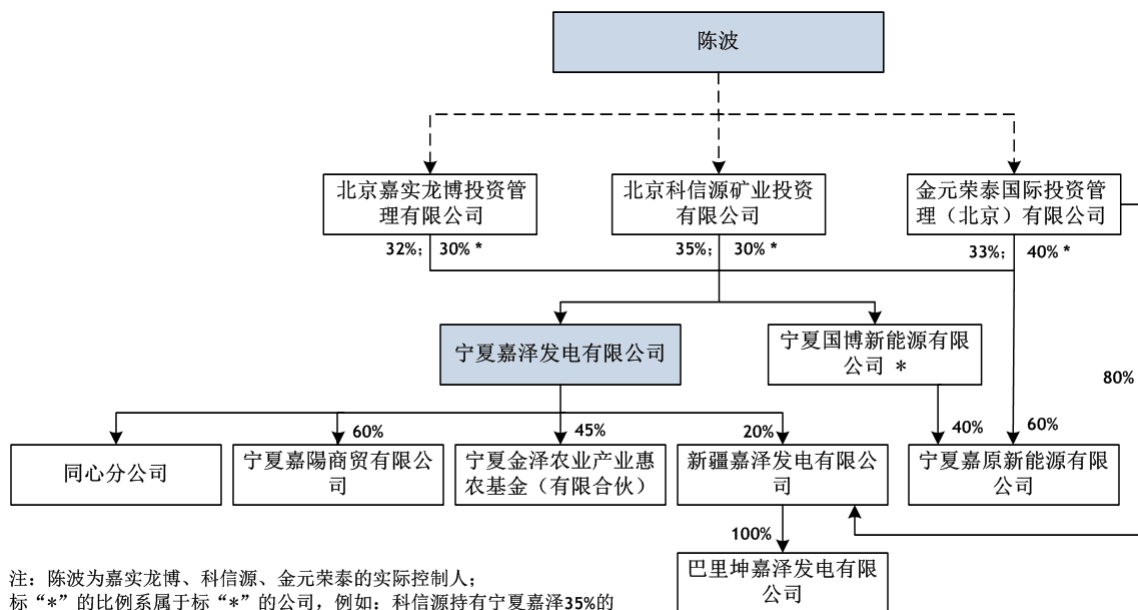 陈波
北京嘉实龙博投资管
理有限公司
北京科信源矿业投资
有限公司
金元荣泰国际投资管
理（北京）有限公司
32%; 30% *
35%; 30% *
33%; 40% *
宁夏嘉泽发电有限公司
宁夏国博新能源有限
公司 *
80%
60%
45%
20%
40%
60%
同心分公司
宁夏嘉陽商贸有限公
司
宁夏金泽农业产业惠
农基金（有限合伙）
新疆嘉泽发电有限公
司
宁夏嘉原新能源有限
公司
100%
巴里坤嘉泽发电有限
公司
注：陈波为嘉实龙博、科信源、金元荣泰的实际控制人；
标“*”的比例系属于标“*”的公司，例如：科信源持有宁夏嘉泽35%的